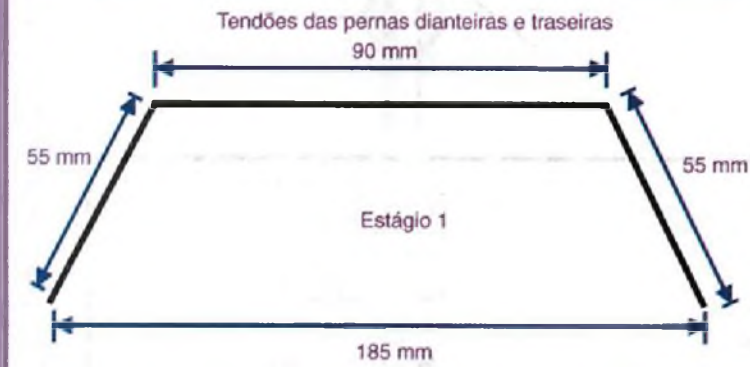 Tendões das pernas dianteiras e traseiras
90 mm
55 mm
55 mm
Estágio 1
185 mm